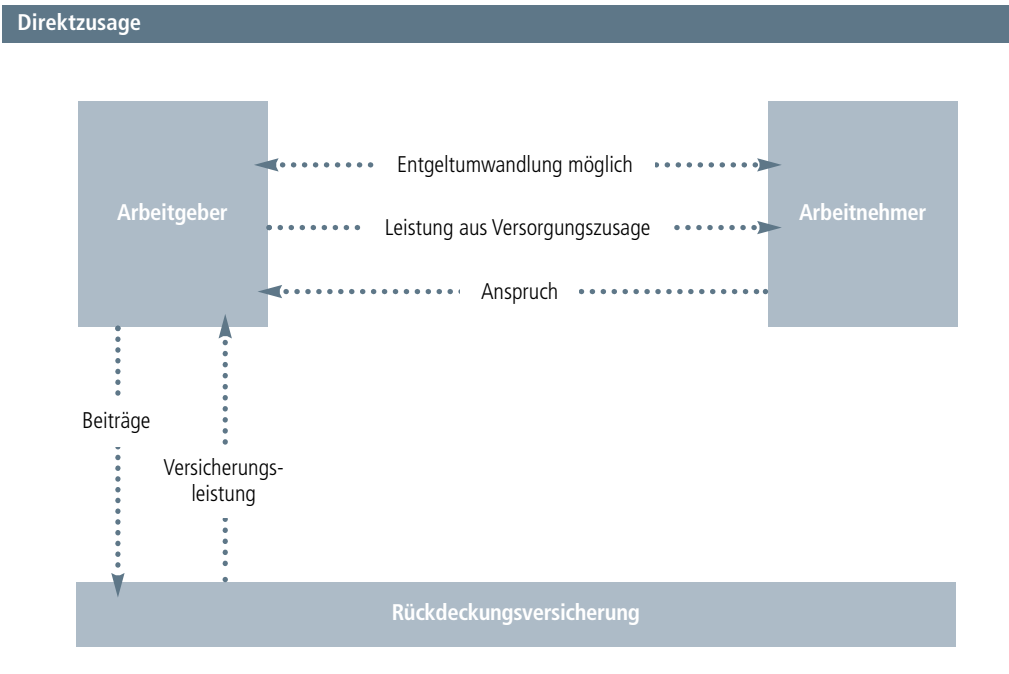 Direktzusage
Entgeltumwandlung möglich
Arbeitgeber
Arbeitnehmer
Leistung aus Versorgungszusage
Anspruch
Beiträge
Versicherungs-
leistung
Rückdeckungsversicherung